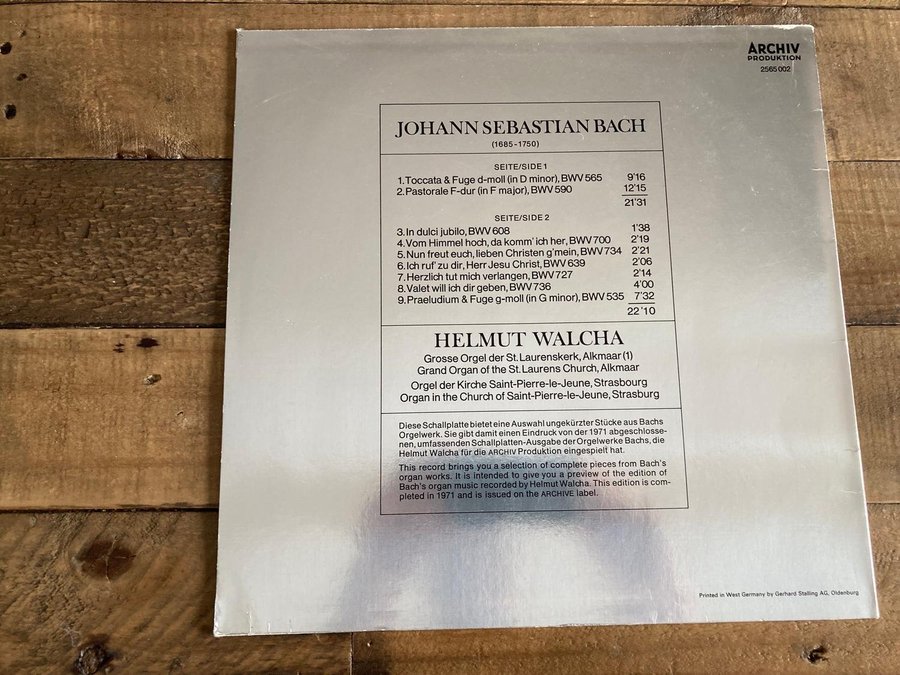 ARCHIV
PRODUKTION
2565 002
JOHANN SEBASTIAN BACH
(1685-1750)
SEITE/SIDE 1
1. Toccata & Fuge d-moll (in D minor), BWV 565 9'16
2. Pastorale F-dur (in F major), BWV 590 12'15
21'31
SEITE/SIDE 2
3. In dulci jubilo, BWV 608 1'38
4. Vom Himmel hoch, da komm' ich her, BWV 700 2'19
5. Nun freut euch, lieben Christen g'mein, BWV 734 2'21
6. Ich ruf' zu dir, Herr Jesu Christ, BWV 639 2'06
7. Herzlich tut mich verlangen, BWV 727 2'14
8. Valet will ich dir geben, BWV 736 4'00
9. Praeludium & Fuge g-moll (in G minor), BWV 535 7'32
22'10
HELMUT WALCHA
Grosse Orgel der St. Laurenskerk, Alkmaar (1)
Grand Organ of the St. Laurens Church, Alkmaar
Orgel der Kirche Saint-Pierre-le-Jeune, Strasbourg
Organ in the Church of Saint-Pierre-le-Jeune, Strasburg
Diese Schallplatte bietet eine Auswahl ungekürzter Stücke aus Bachs
Orgelwerk. Sie gibt damit einen Eindruck von der 1971 abgeschlosse-
nen, umfassenden Schallplatten-Ausgabe der Orgelwerke Bachs, die
Helmut Walcha für die ARCHIV Produktion eingespielt hat.
This record brings you a selection of complete pieces from Bach's
organ works. It is intended to give you a preview of the edition of
Bach's organ music recorded by Helmut Walcha. This edition is com-
pleted in 1971 and is issued on the ARCHIVE label.
Printed in West Germany by Gerhard Stalling AG, Oldenburg